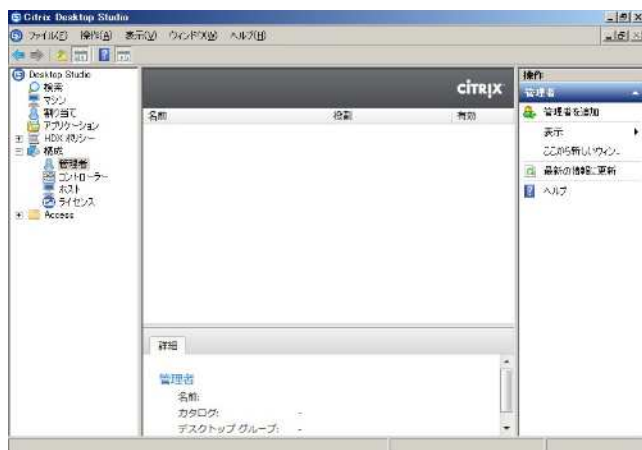 Citrix Desktop Studio
ファイル(F) 操作(A) 表示(V) ウィンドウ(W) ヘルプ(H)
Desktop Studio
検索
マシン
割り当て
アプリケーション
HDX ポリシー
構成
管理者
コントローラー
ホスト
ライセンス
Access
CITRIX
名前 役割 有効
詳細
管理者
名前:
カタログ: -
デスクトップ グループ: -
操作
管理者
管理者を追加
表示
ここから新しいウィン...
最新の情報に更新
ヘルプ